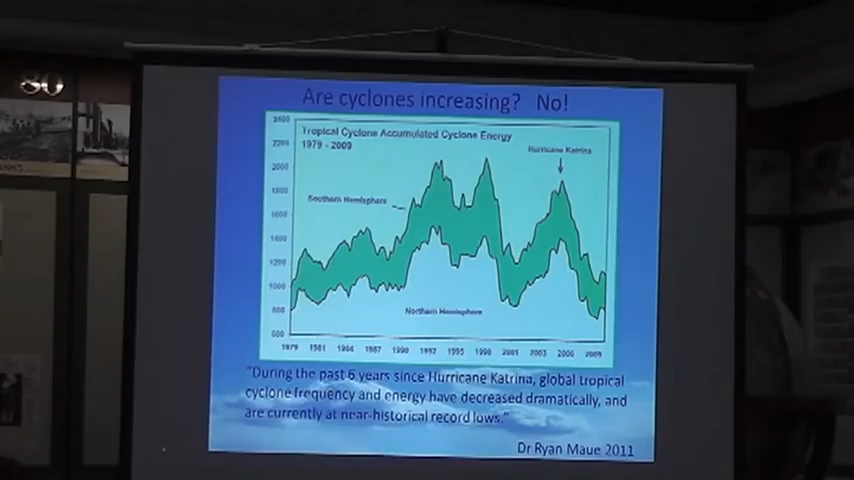 80
Are cyclones increasing? No!
Tropical Cyclone Accumulated Cyclone Energy
1979 - 2009
Hurricane Katrina
Southern Hemisphere
Northern Hemisphere
2400
2200
2000
1800
1600
1400
1200
1000
800
600
1979 1981 1984 1987 1990 1992 1995 1998 2001 2003 2006 2009
"During the past 6 years since Hurricane Katrina, global tropical
cyclone frequency and energy have decreased dramatically, and
are currently at near-historical record lows."
Dr Ryan Maue 2011